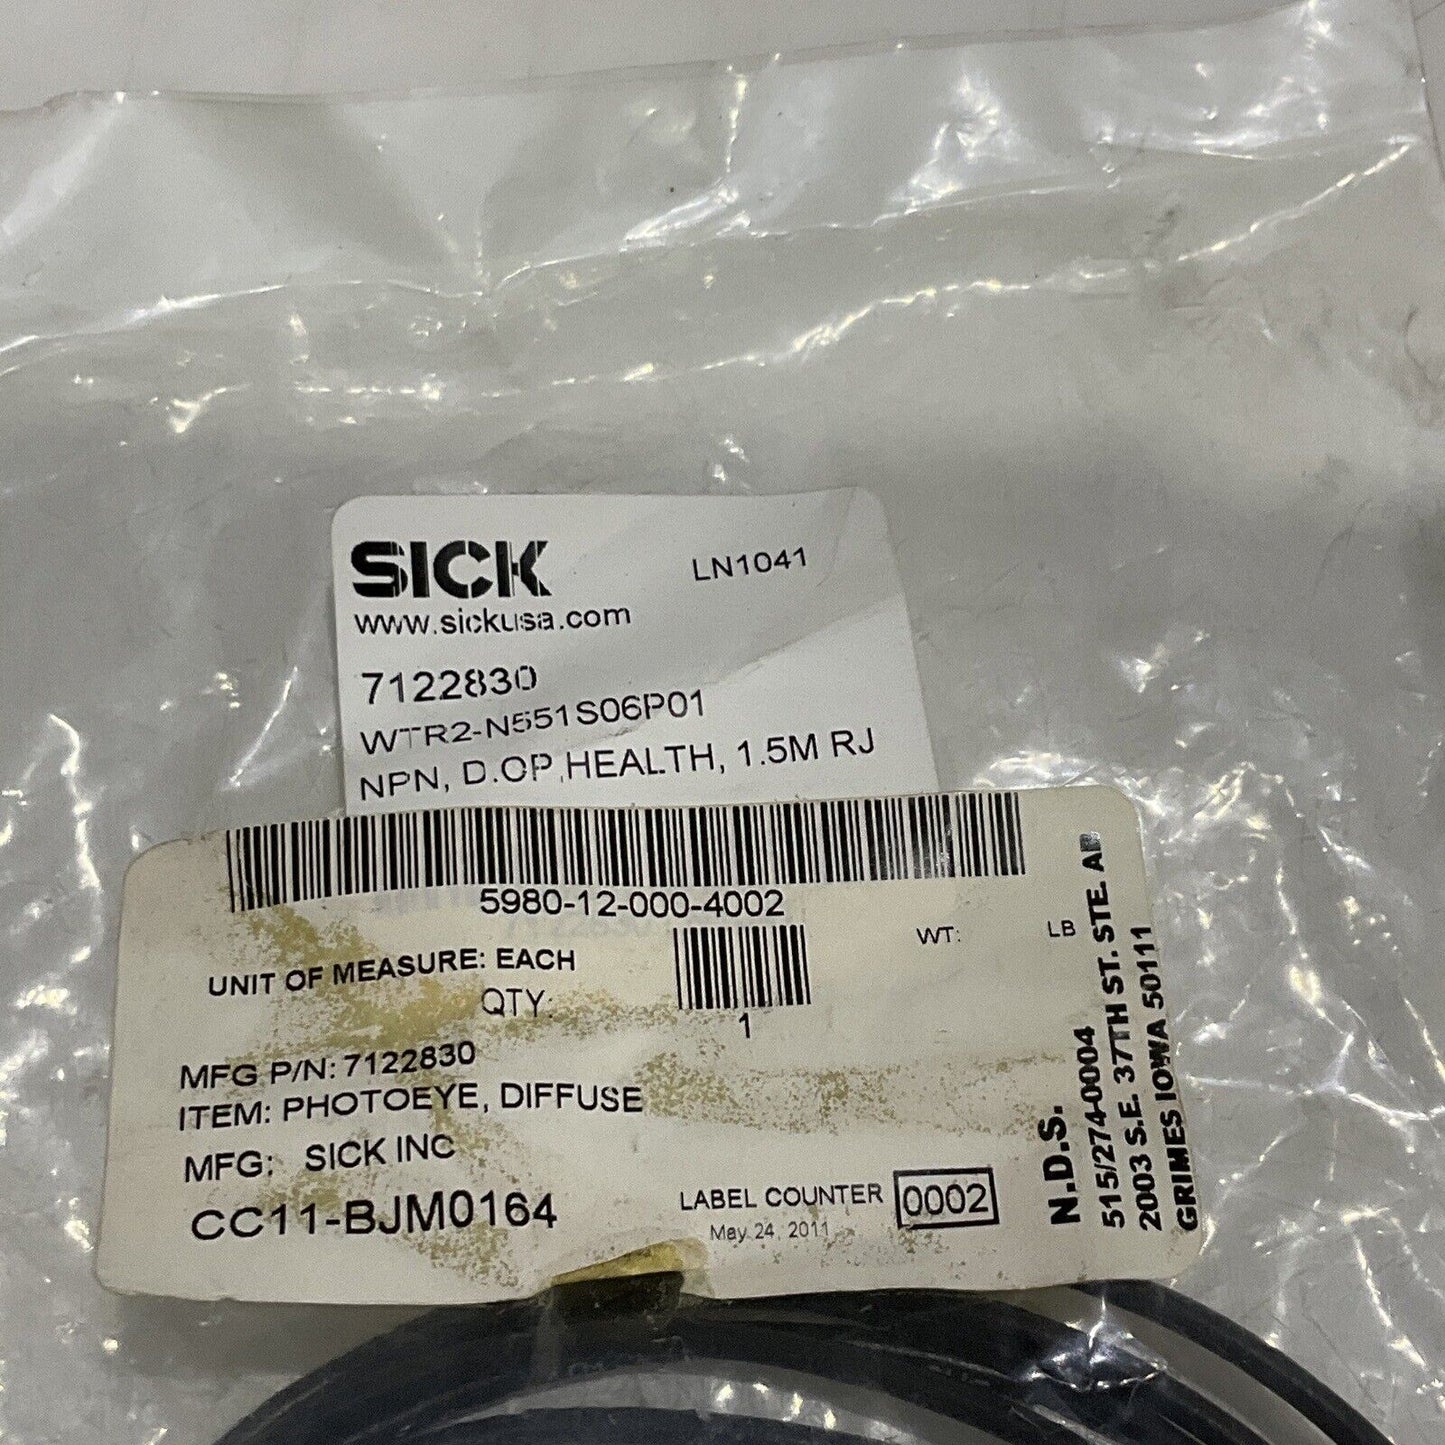 SICK
LN1041
www.sickusa.com
7122830
WTR2-N551S06P01
NPN, D.OP,HEALTH, 1.5M RJ
5980-12-000-4002
7122830
UNIT OF MEASURE: EACH
WT: LB
QTY:
1
MFG P/N: 7122830
ITEM: PHOTOEYE, DIFFUSE
MFG: SICK INC
CC11-BJM0164
LABEL COUNTER 0002
May 24, 2011
N.D.S.
515/274-0004
2003 S.E. 37TH ST. STE.
GRIMES IOWA 50111